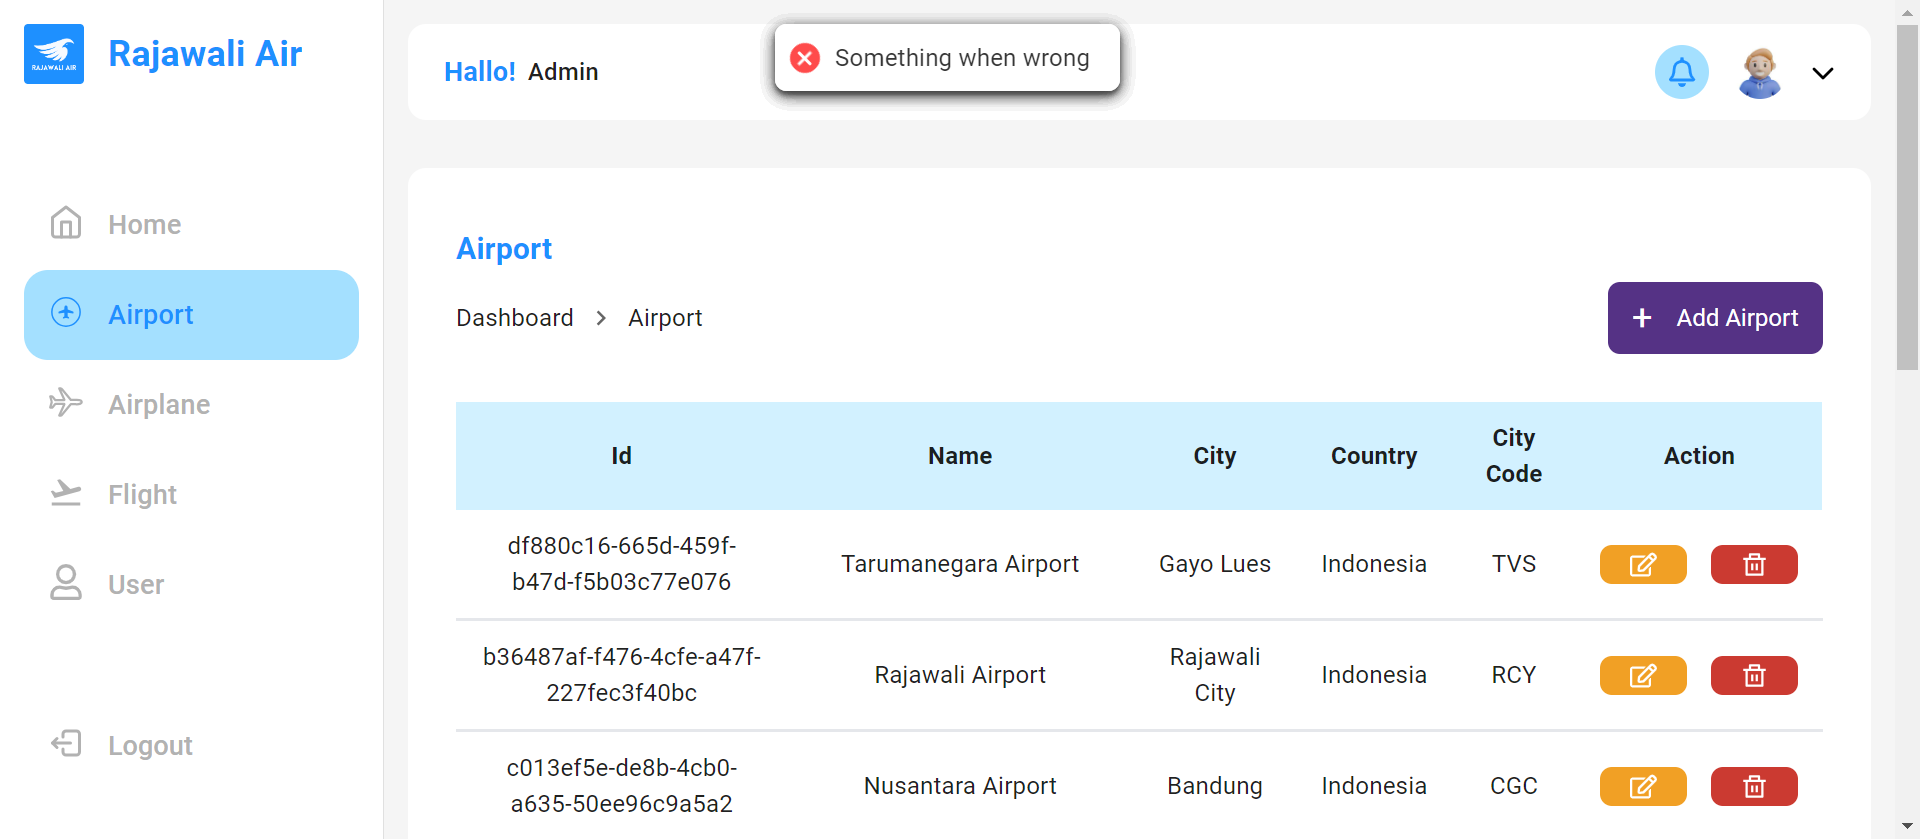 RAJAWALI AIR
Rajawali Air
Hallo! Admin
Something when wrong
Home
Airport
Airplane
Flight
User
Logout
Airport
Dashboard > Airport
+ Add Airport
Id Name City Country City Code Action
df880c16-665d-459f-
b47d-f5b03c77e076
Tarumanegara Airport Gayo Lues Indonesia TVS
b36487af-f476-4cfe-a47f-
227fec3f40bc
Rajawali Airport
Rajawali
City
Indonesia RCY
c013ef5e-de8b-4cb0-
a635-50ee96c9a5a2
Nusantara Airport Bandung Indonesia CGC